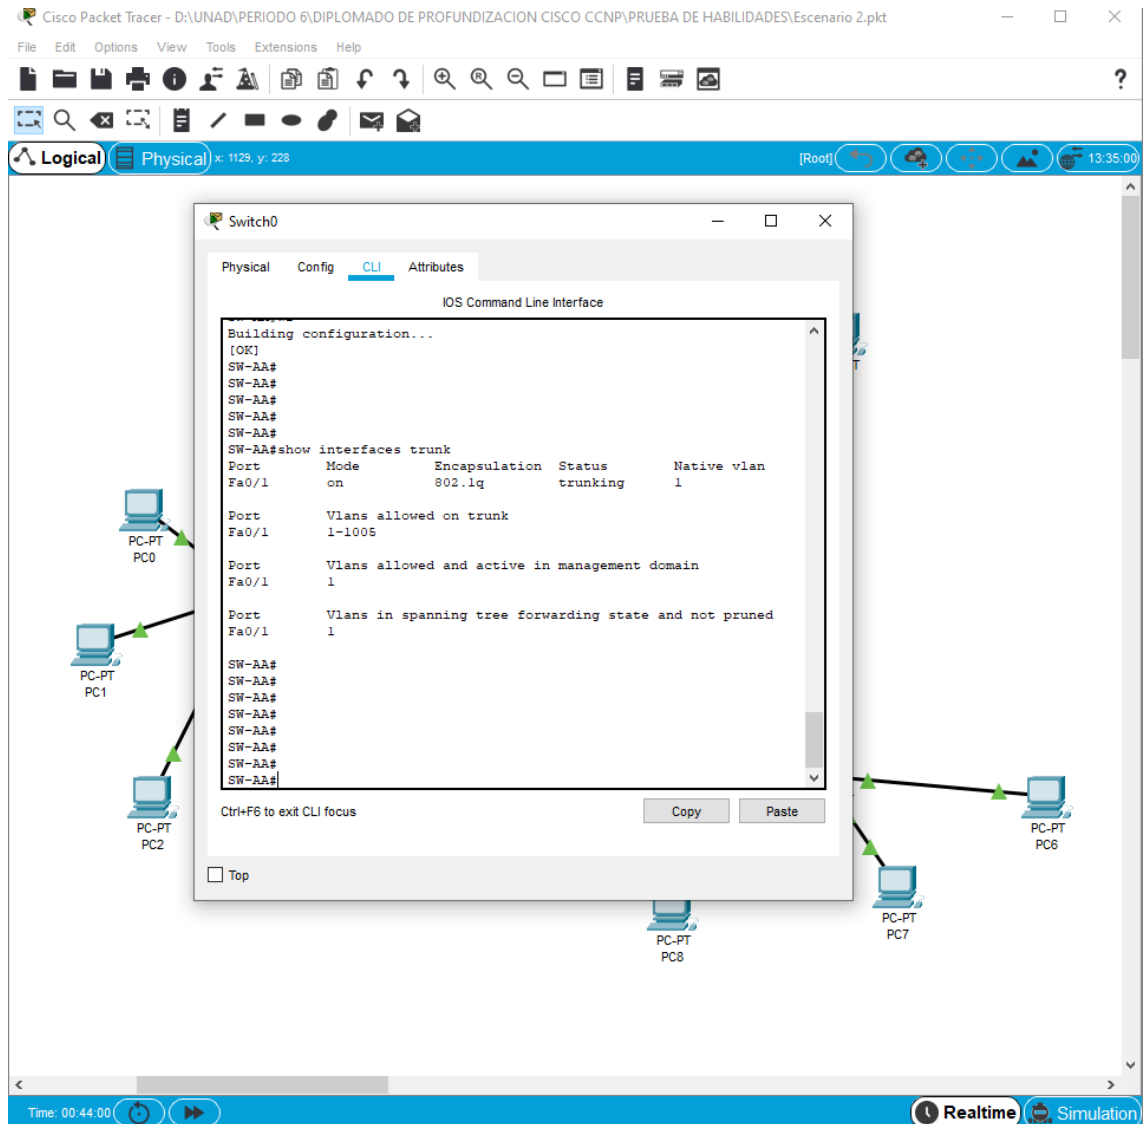 Cisco Packet Tracer - D:\UNAD\PERIODO 6\DIPLOMADO DE PROFUNDIZACION CISCO CCNP\PRUEBA DE HABILIDADES\Escenario 2.pkt
File Edit Options View Tools Extensions Help
Logical Physical x: 1129, y: 228 [Root] 13:35:00
Switch0
Physical Config CLI Attributes
IOS Command Line Interface
Building configuration...
[OK]
SW-AA#
SW-AA#
SW-AA#
SW-AA#
SW-AA#
SW-AA#show interfaces trunk
Port Mode Encapsulation Status Native vlan
Fa0/1 on 802.1q trunking 1
Port Vlans allowed on trunk
Fa0/1 1-1005
Port Vlans allowed and active in management domain
Fa0/1 1
Port Vlans in spanning tree forwarding state and not pruned
Fa0/1 1
SW-AA#
SW-AA#
SW-AA#
SW-AA#
SW-AA#
SW-AA#
SW-AA#
SW-AA#
Ctrl+F6 to exit CLI focus Copy Paste
Top
PC-PT
PC0
PC-PT
PC1
PC-PT
PC2
PC-PT
PC6
PC-PT
PC7
PC-PT
PC8
Time: 00:44:00 Realtime Simulation